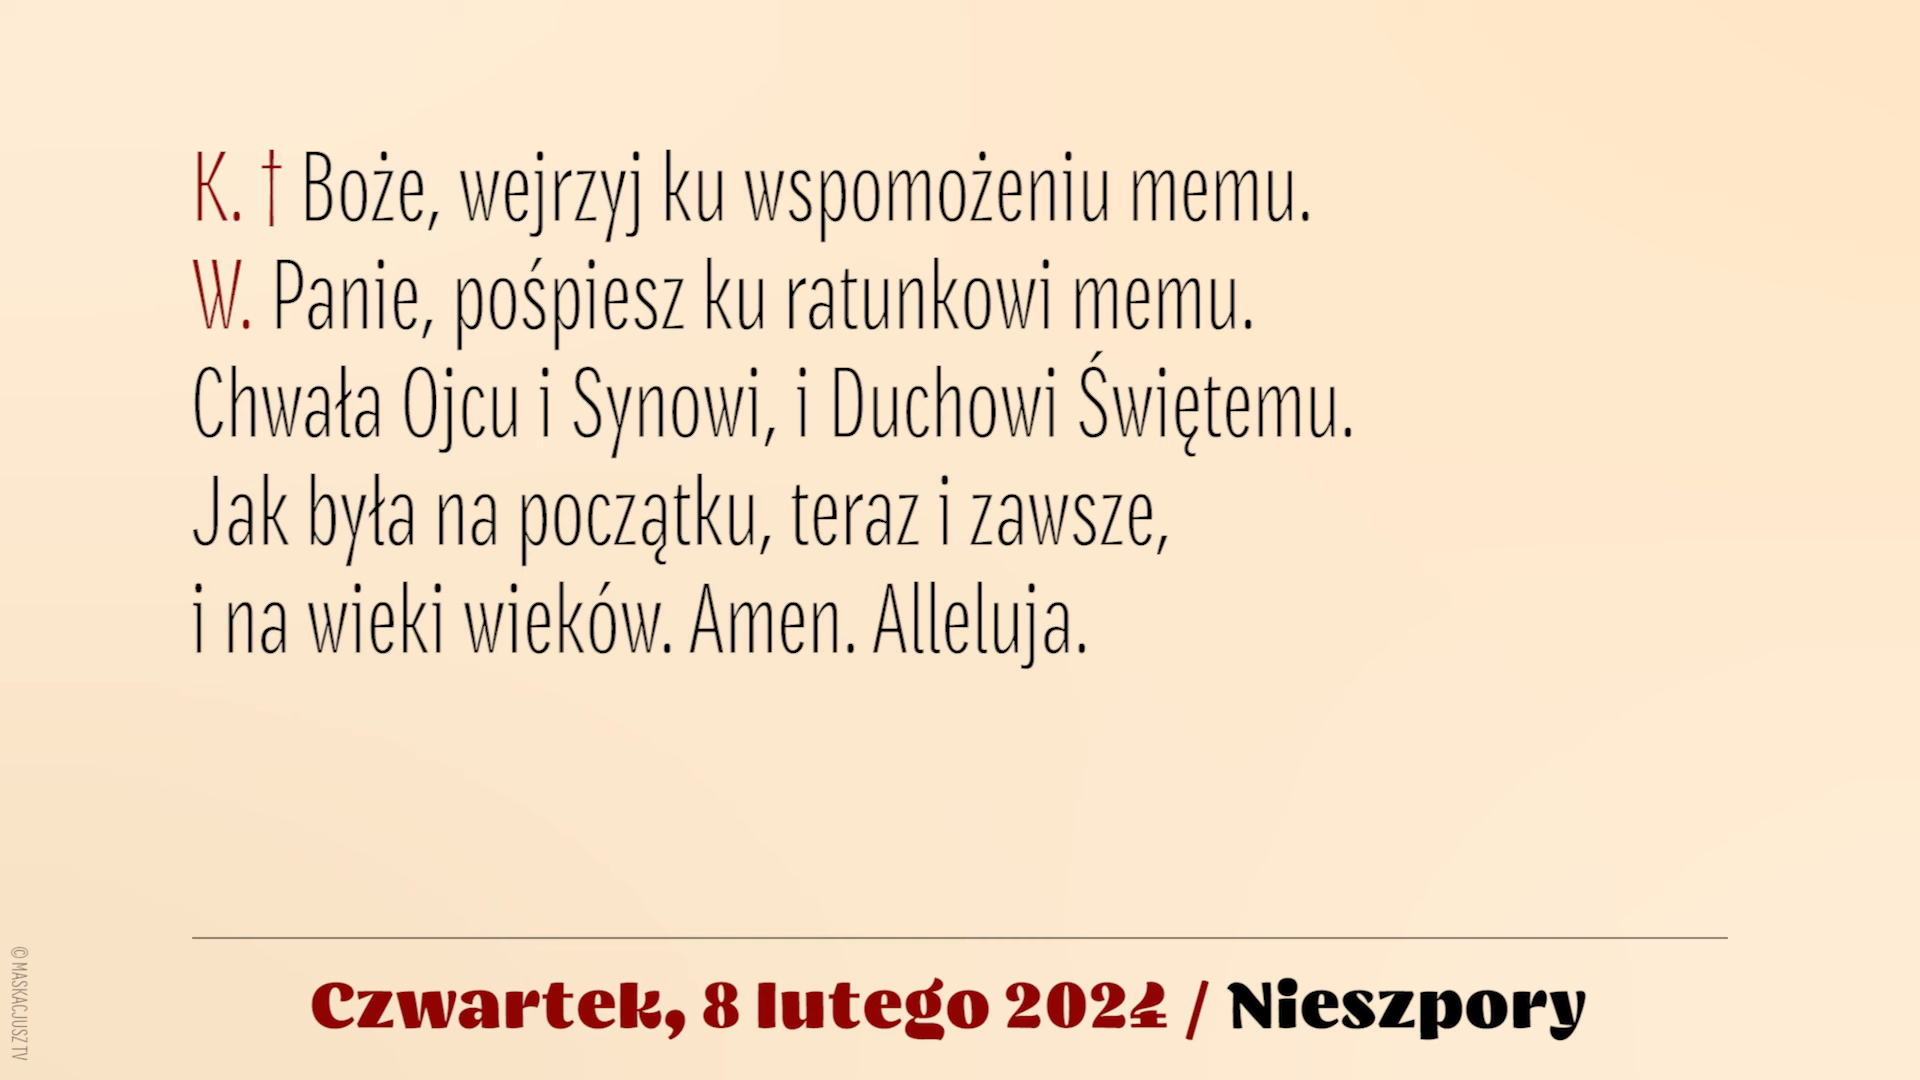 K. † Boże, wejrzyj ku wspomożeniu memu.
W. Panie, pośpiesz ku ratunkowi memu.
Chwała Ojcu i Synowi, i Duchowi Świętemu.
Jak była na początku, teraz i zawsze,
i na wieki wieków. Amen. Alleluja.
Czwartek, 8 lutego 2024 / Nieszpory
© MASKACJUSZ TV